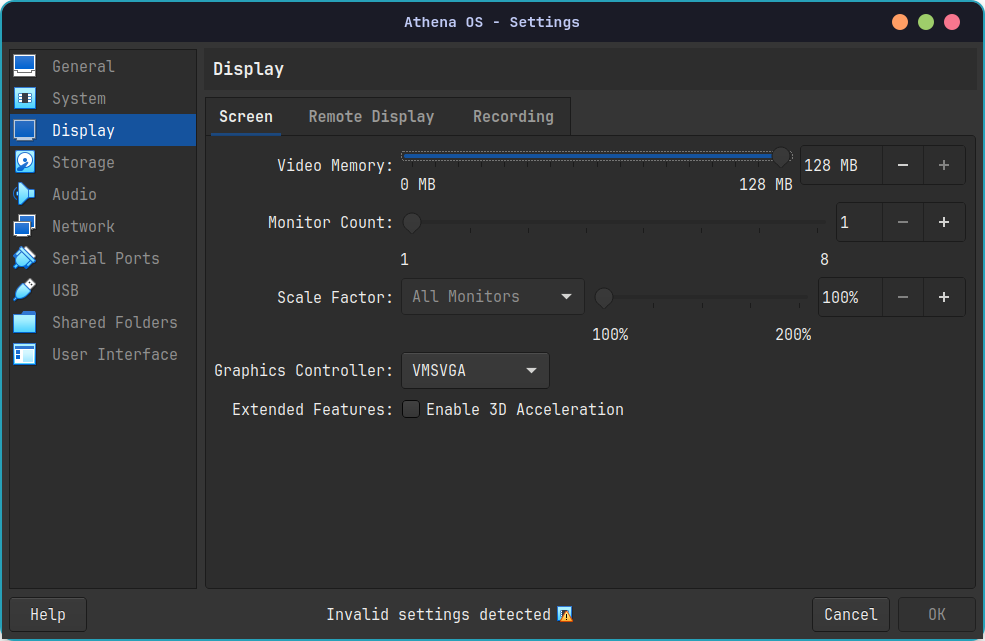 Athena OS - Settings
General
System
Display
Storage
Audio
Network
Serial Ports
USB
Shared Folders
User Interface
Display
Screen Remote Display Recording
Video Memory: 128 MB − +
0 MB 128 MB
Monitor Count: 1 − +
1 8
Scale Factor: All Monitors 100% − +
100% 200%
Graphics Controller: VMSVGA
Extended Features: Enable 3D Acceleration
Help Invalid settings detected Cancel OK